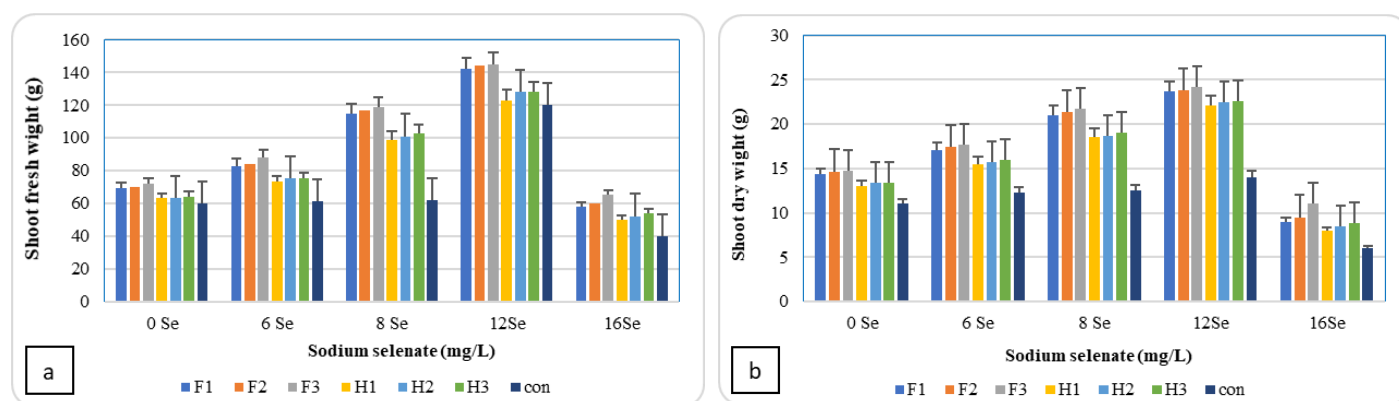 160
140
120
100
80
60
40
20
0
Shoot fresh wight (g)
0 Se 6 Se 8 Se 12Se 16Se
Sodium selenate (mg/L)
a
F1 F2 F3 H1 H2 H3 con
30
25
20
15
10
5
0
Shoot dry wight (g)
0 Se 6 Se 8 Se 12Se 16Se
Sodium selenate (mg/L)
b
F1 F2 F3 H1 H2 H3 con